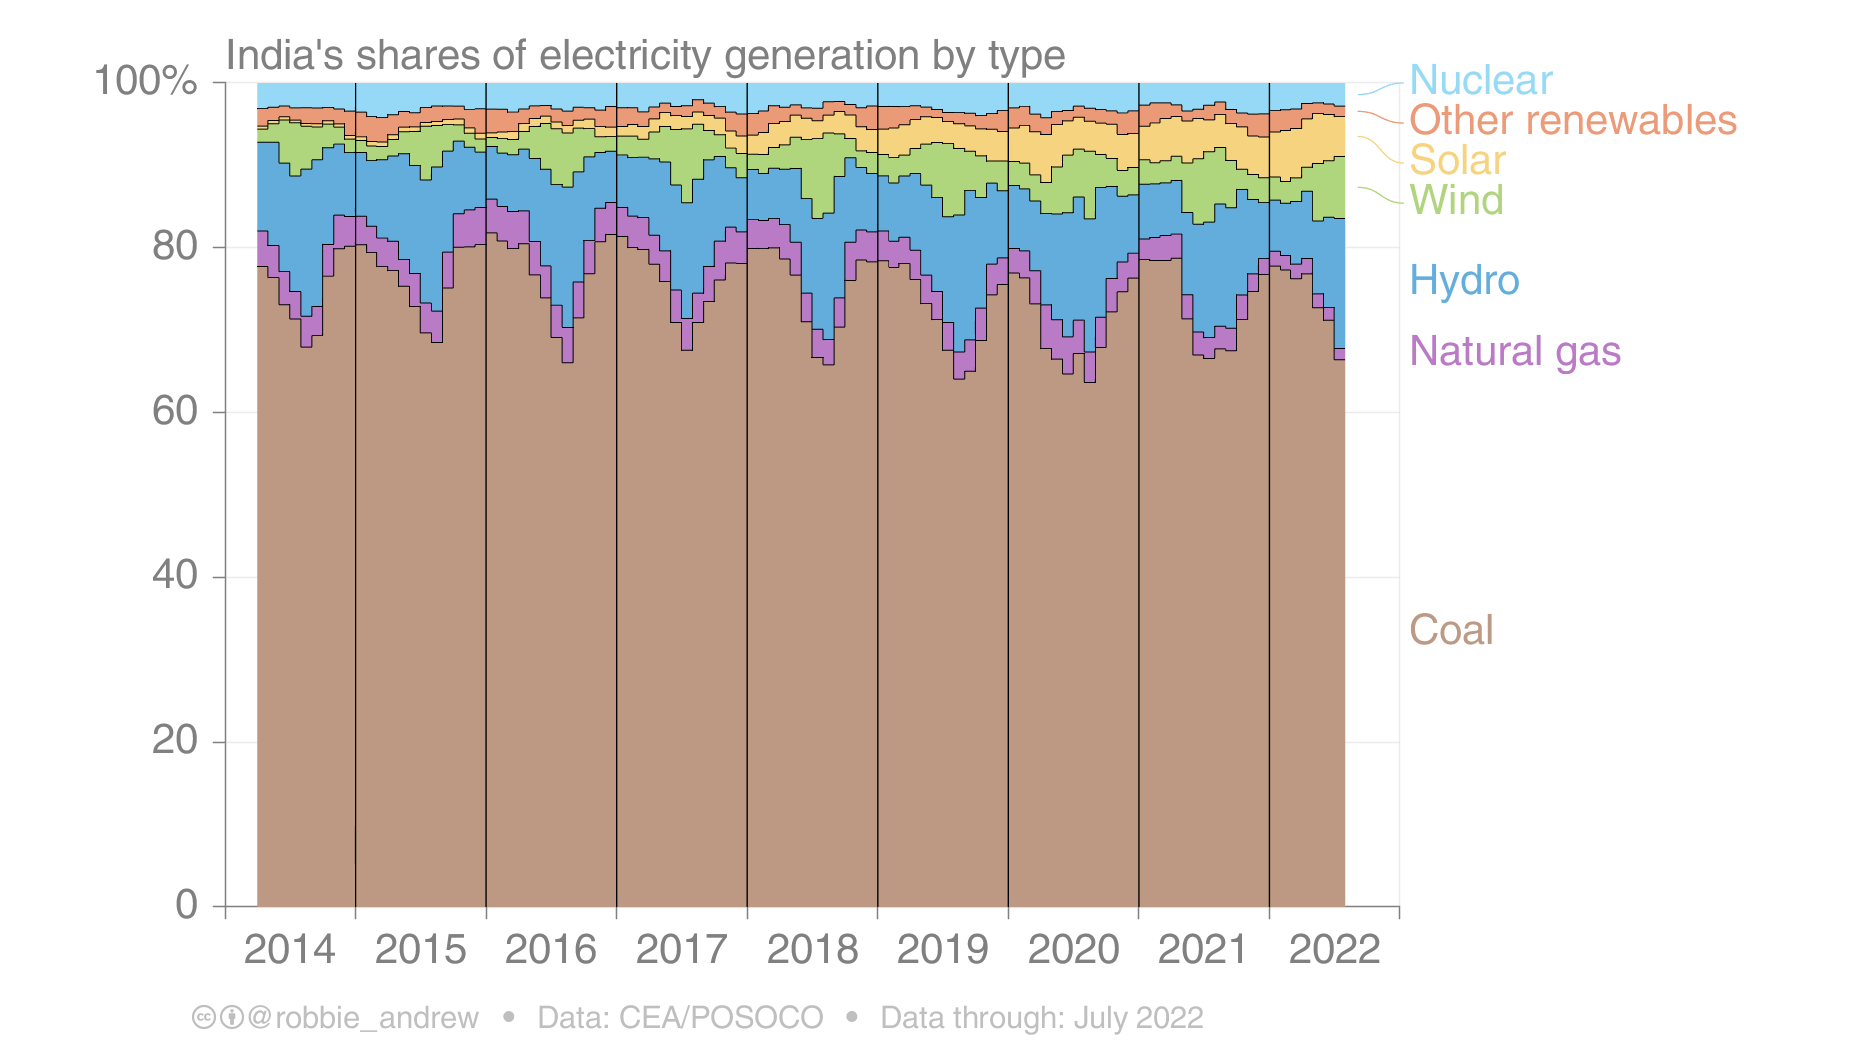 India's shares of electricity generation by type
100%
80
60
40
20
0
Nuclear
Other renewables
Solar
Wind
Hydro
Natural gas
Coal
2014 2015 2016 2017 2018 2019 2020 2021 2022
cc @robbie_andrew • Data: CEA/POSOCO • Data through: July 2022